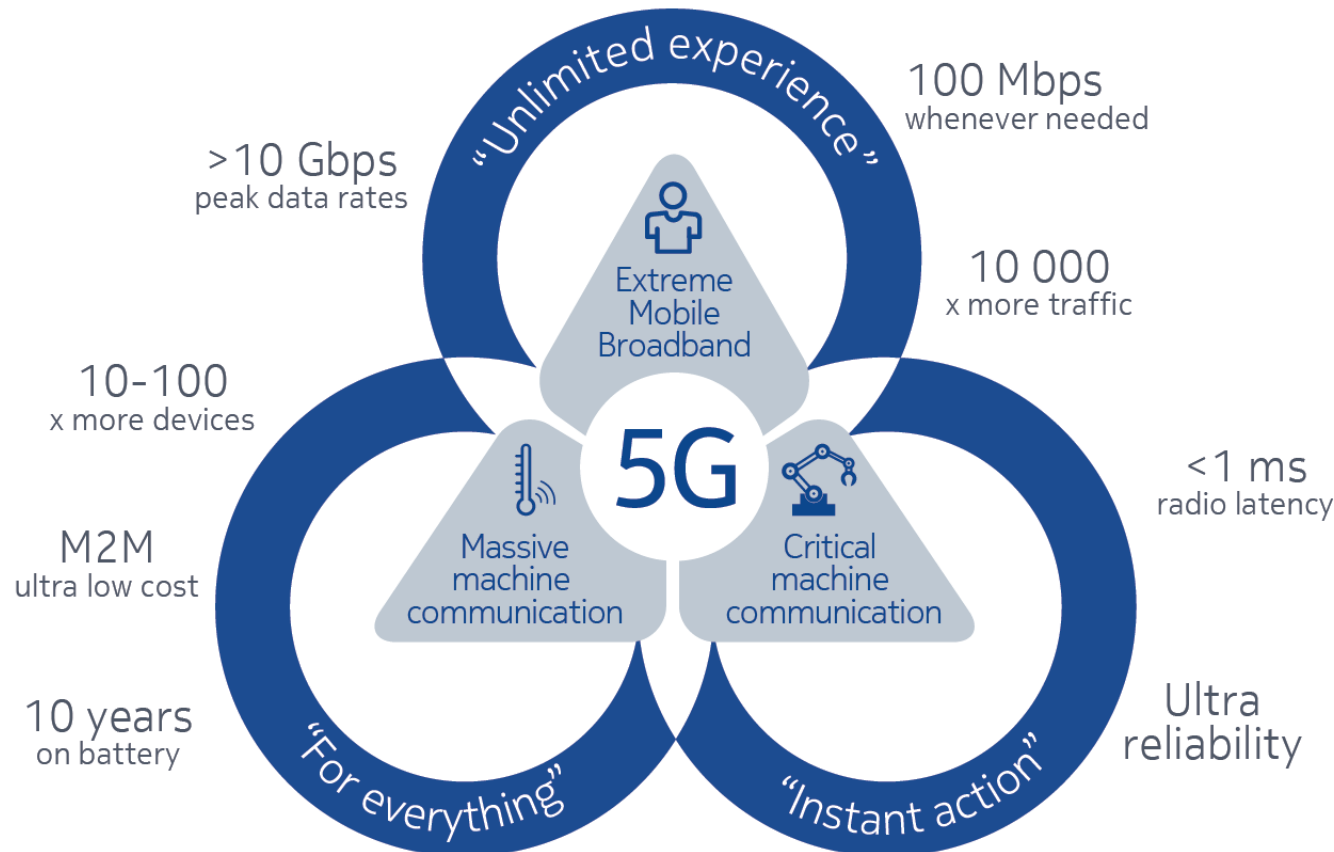 “Unlimited experience”
>10 Gbps
peak data rates
100 Mbps
whenever needed
10 000
x more traffic
Extreme
Mobile
Broadband
5G
10-100
x more devices
M2M
ultra low cost
10 years
on battery
Massive
machine
communication
“For everything”
Critical
machine
communication
<1 ms
radio latency
Ultra
reliability
“Instant action”